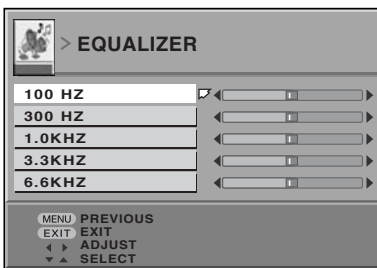 > EQUALIZER
100 HZ
300 HZ
1.0KHZ
3.3KHZ
6.6KHZ
MENU PREVIOUS
EXIT EXIT
ADJUST
SELECT